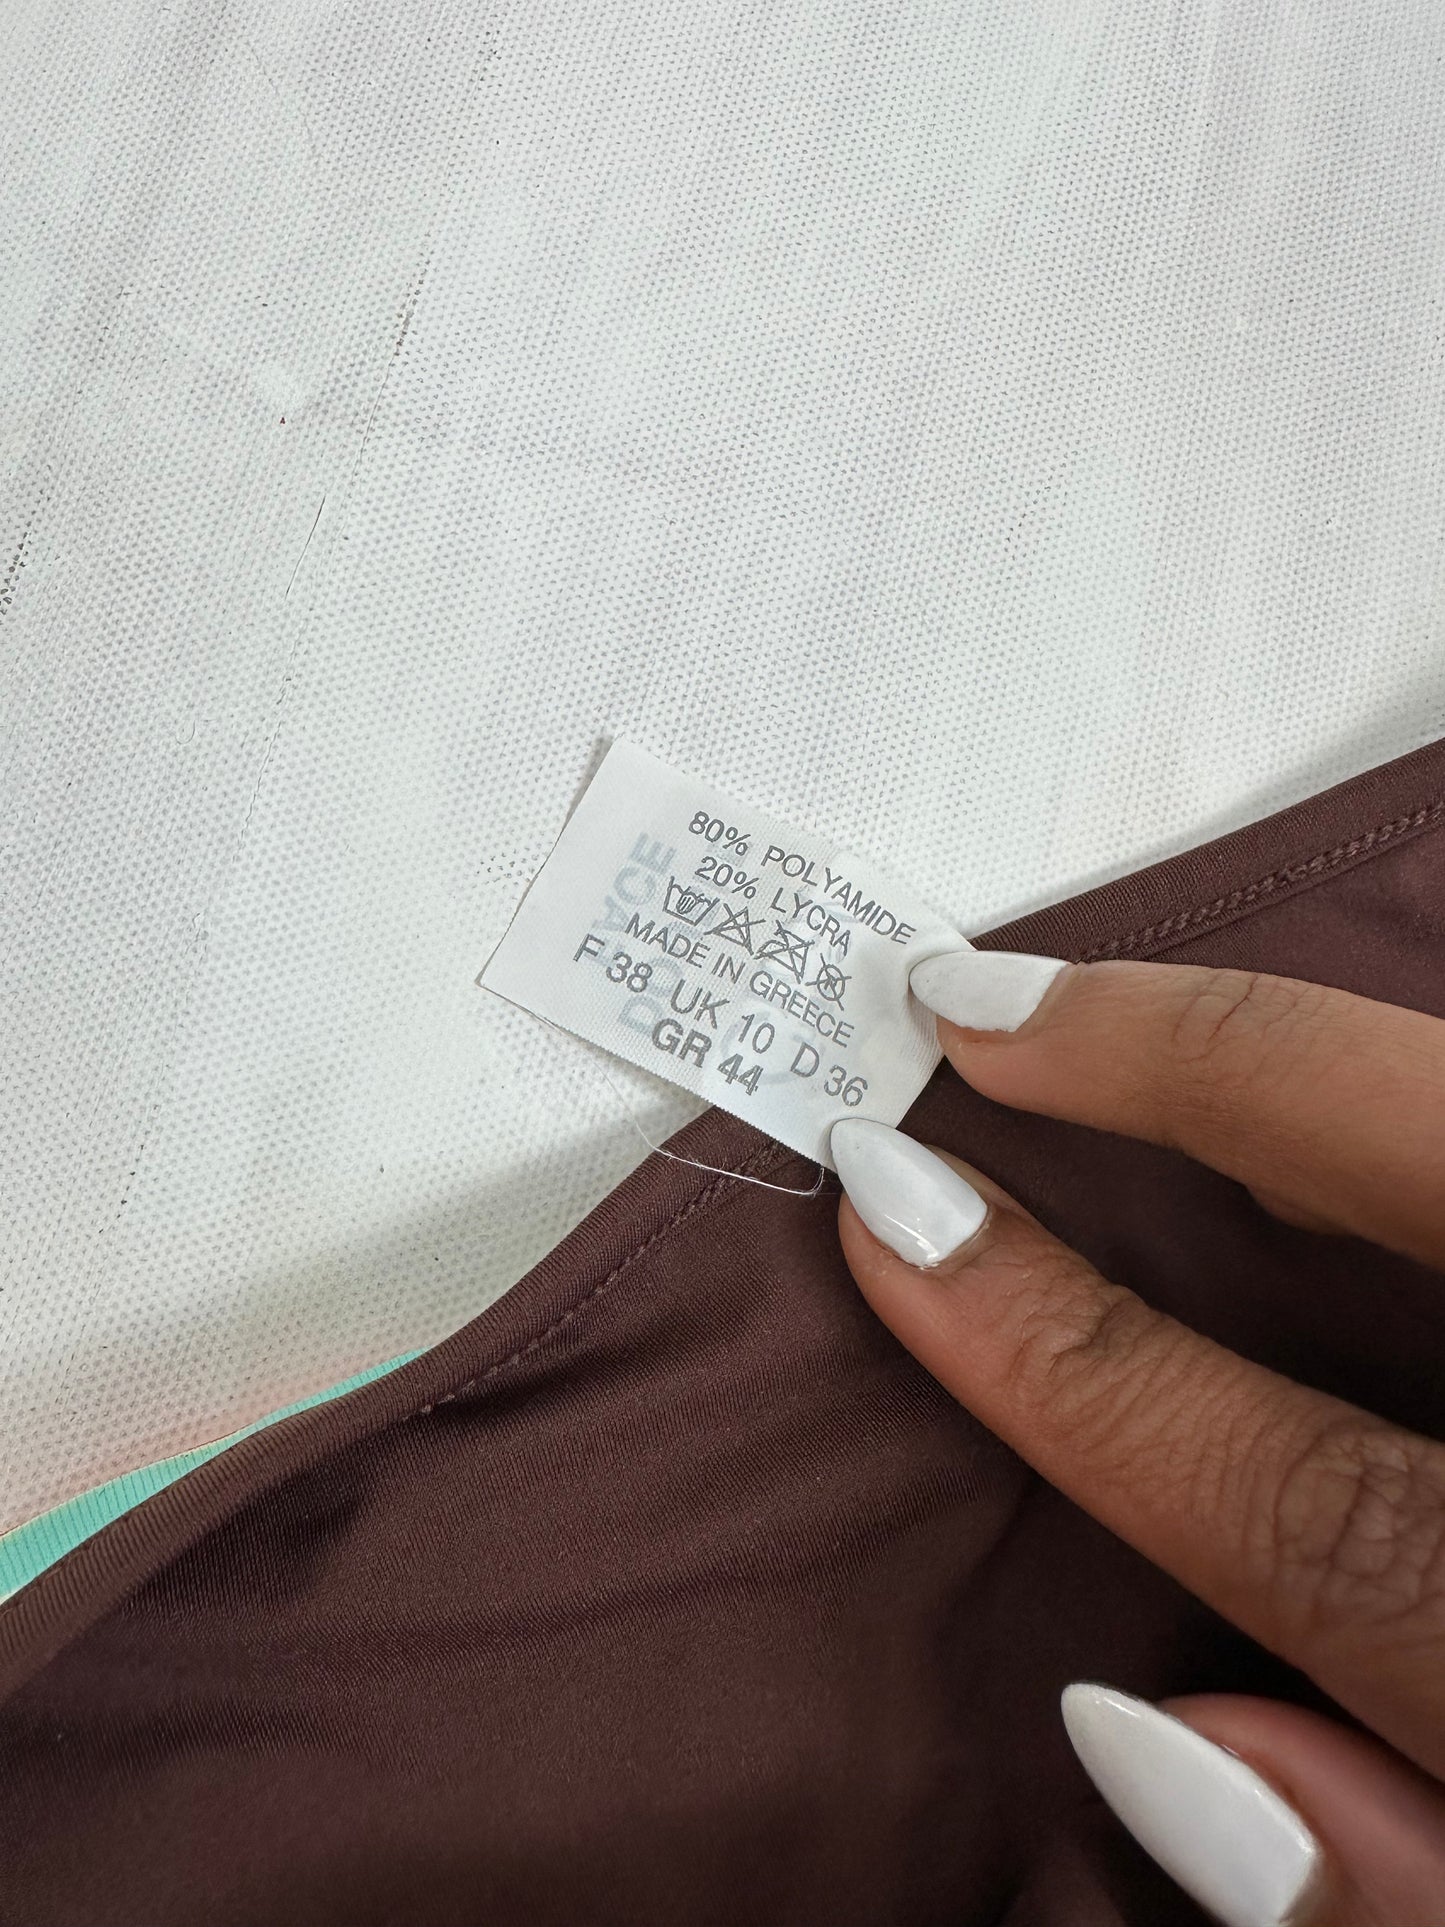 80% POLYAMIDE
20% LYCRA
MADE IN GREECE
F 38 UK 10 D 36
GR 44